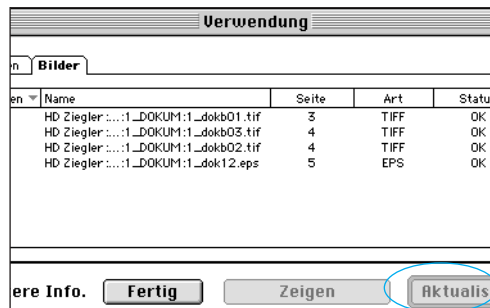 Verwendung
n Bilder
en Name Seite Art Statu
HD Ziegler :...:1_DOKUM:1_dokb01.tif 3 TIFF OK
HD Ziegler :...:1_DOKUM:1_dokb03.tif 4 TIFF OK
HD Ziegler :...:1_DOKUM:1_dokb02.tif 4 TIFF OK
HD Ziegler :...:1_DOKUM:1_dok12.eps 5 EPS OK
ere Info. Fertig Zeigen Aktualis